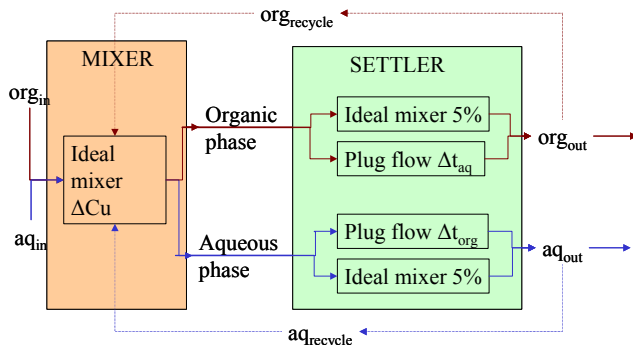 org_recycle
MIXER
SETTLER
org_in
Organic
phase
Ideal mixer 5%
Plug flow Δt_aq
org_out
Ideal
mixer
ΔCu
aq_in
Aqueous
phase
Plug flow Δt_org
Ideal mixer 5%
aq_out
aq_recycle